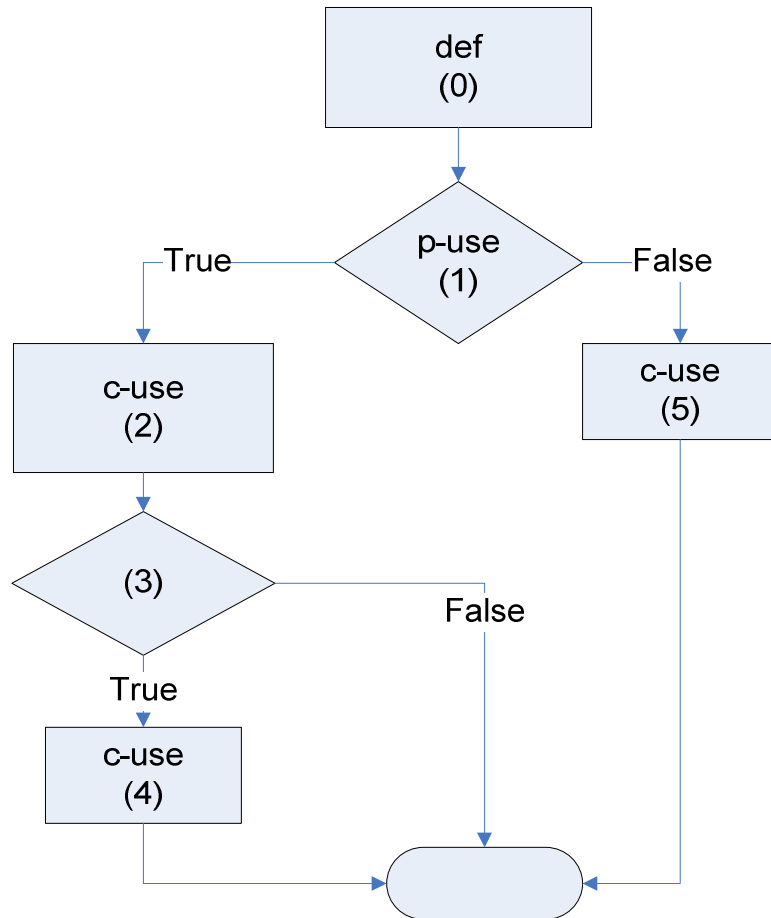 def
(0)
p-use
(1)
True
False
c-use
(2)
c-use
(5)
(3)
False
True
c-use
(4)